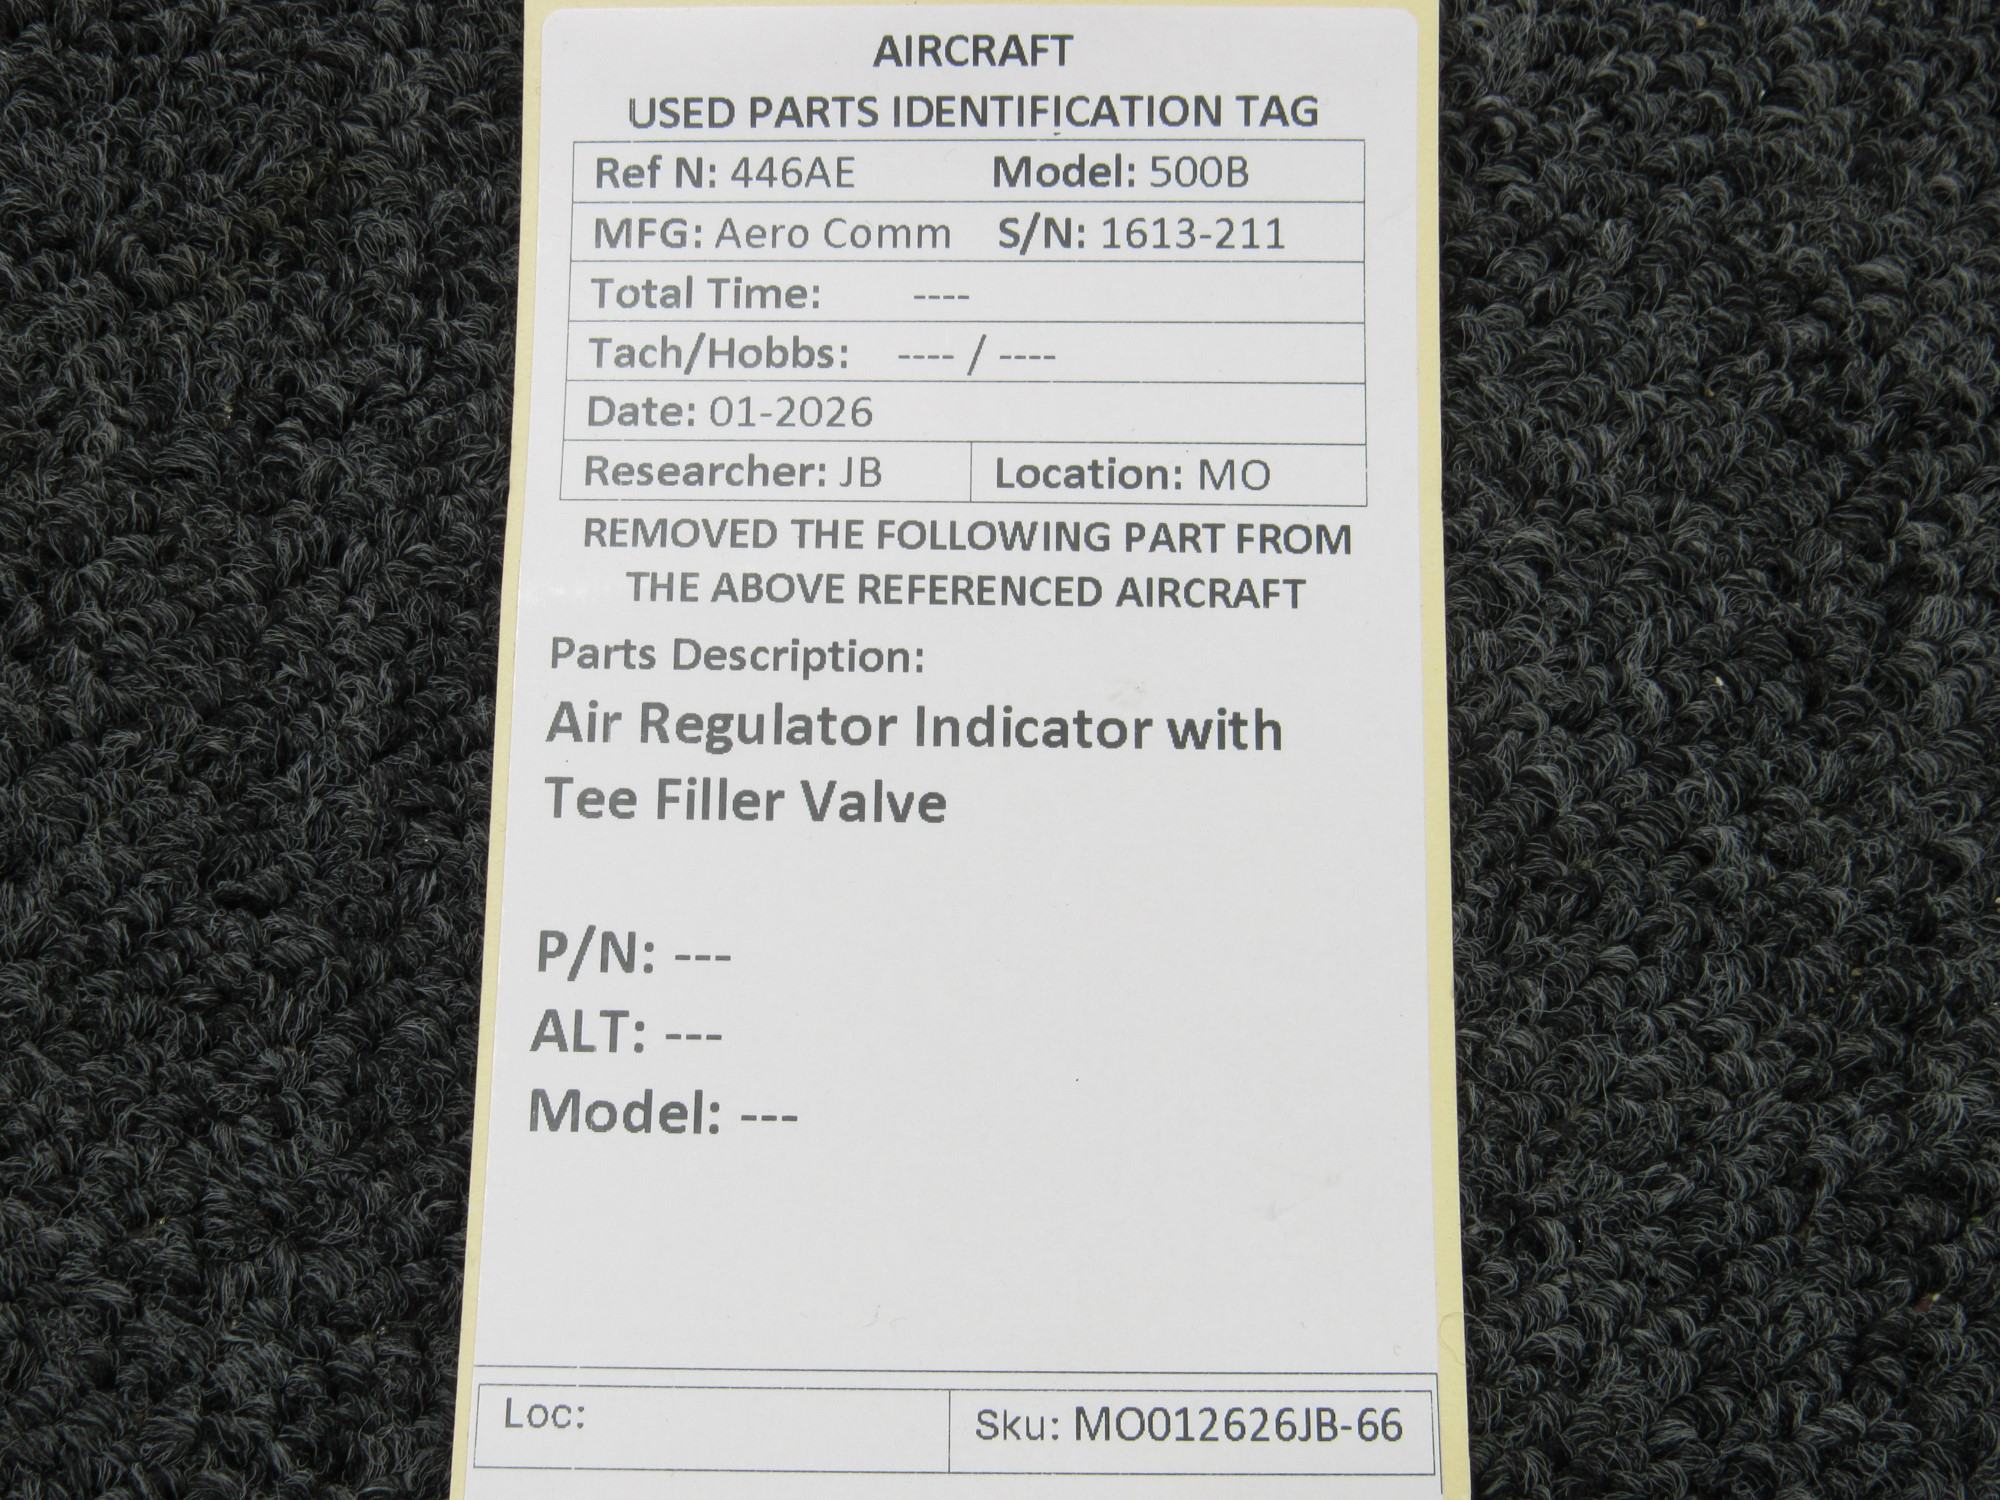 AIRCRAFT
USED PARTS IDENTIFICATION TAG
Ref N: 446AE Model: 500B
MFG: Aero Comm S/N: 1613-211
Total Time: ----
Tach/Hobbs: ---- / ----
Date: 01-2026
Researcher: JB Location: MO
REMOVED THE FOLLOWING PART FROM
THE ABOVE REFERENCED AIRCRAFT
Parts Description:
Air Regulator Indicator with
Tee Filler Valve
P/N: ---
ALT: ---
Model: ---
Loc: Sku: MO012626JB-66